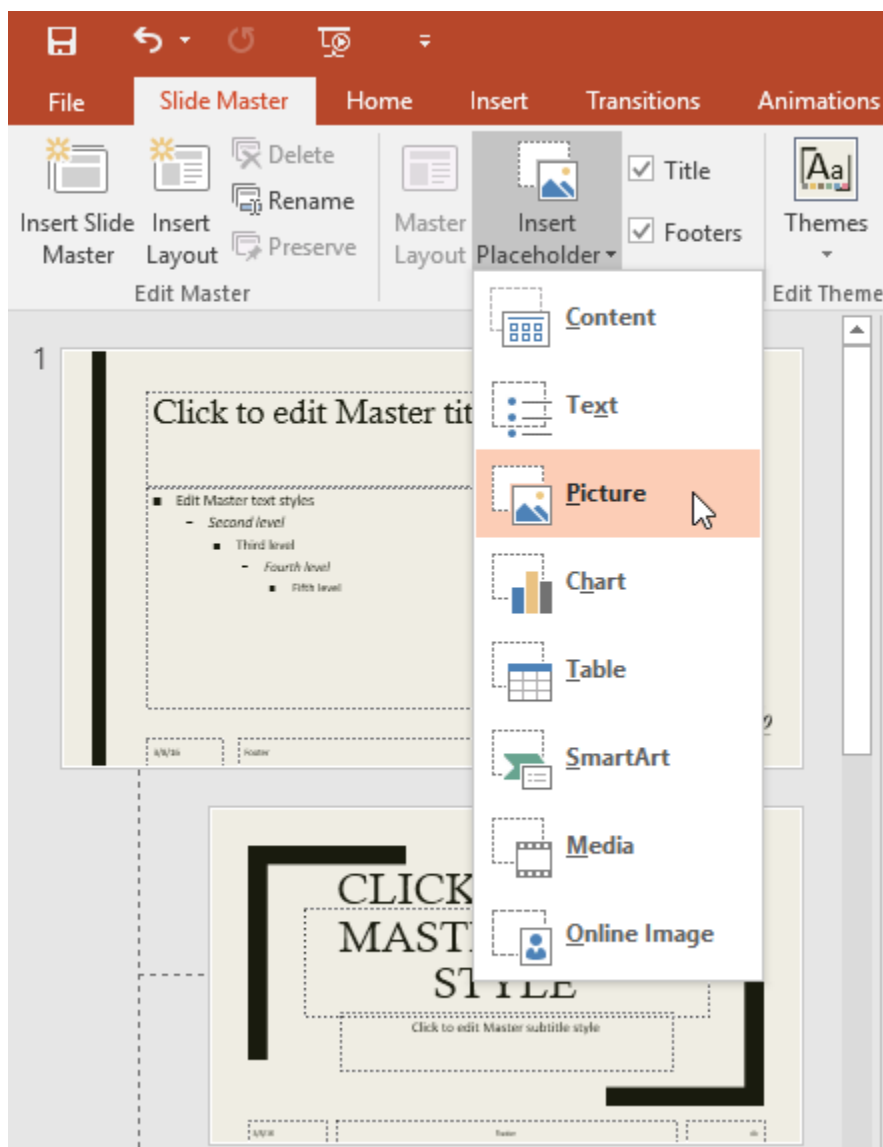 File Slide Master Home Insert Transitions Animations
Insert Slide Master
Insert Layout
Delete
Rename
Preserve
Edit Master
Master Layout
Insert Placeholder
Title
Footers
Themes
Edit Theme
Content
Text
Picture
Chart
Table
SmartArt
Media
Online Image
1
Click to edit Master tit
Edit Master text styles
Second level
Third level
Fourth level
Fifth level
Footer
CLICK
MAST
STYLE
Click to edit Master subtitle style
Footer